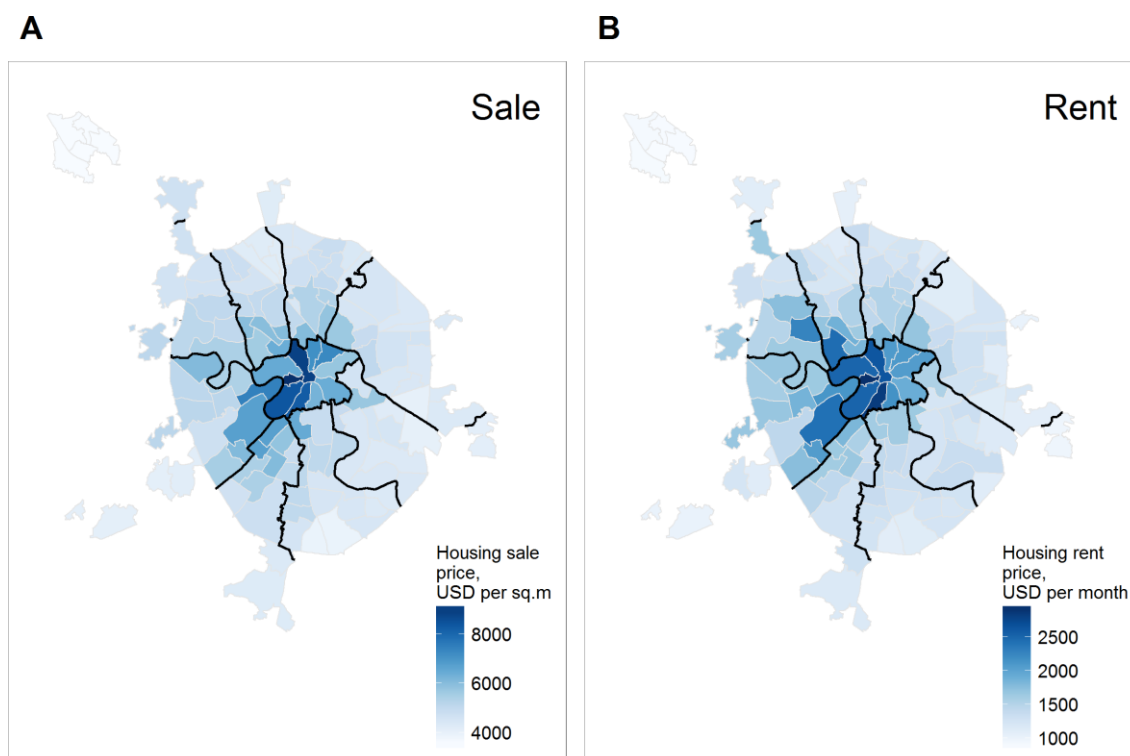 A
B
Sale
Rent
Housing sale
price,
USD per sq.m
8000
6000
4000
Housing rent
price,
USD per month
2500
2000
1500
1000